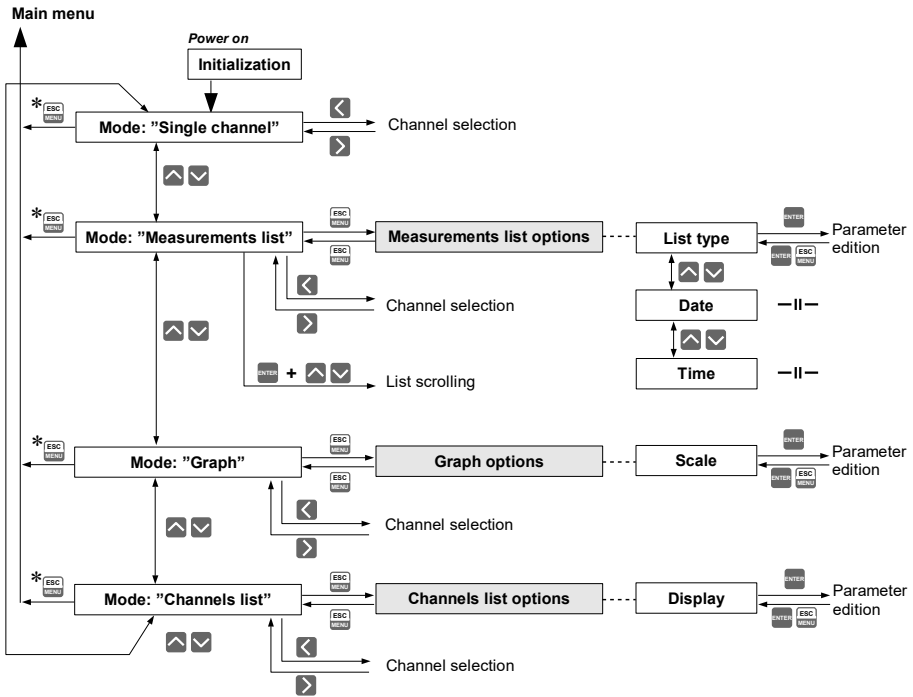 Main menu
Power on
Initialization
*
ESC
MENU
Mode: ”Single channel”
Channel selection
*
ESC
MENU
Mode: ”Measurements list”
ESC
MENU
ESC
MENU
Measurements list options
List type
ENTER
ENTER
ESC
MENU
Parameter
edition
Channel selection
Date
—II—
ENTER
+
List scrolling
Time
—II—
*
ESC
MENU
Mode: ”Graph”
ESC
MENU
ESC
MENU
Graph options
Scale
ENTER
ENTER
ESC
MENU
Parameter
edition
Channel selection
*
ESC
MENU
Mode: ”Channels list”
ESC
MENU
ESC
MENU
Channels list options
Display
ENTER
ENTER
ESC
MENU
Parameter
edition
Channel selection